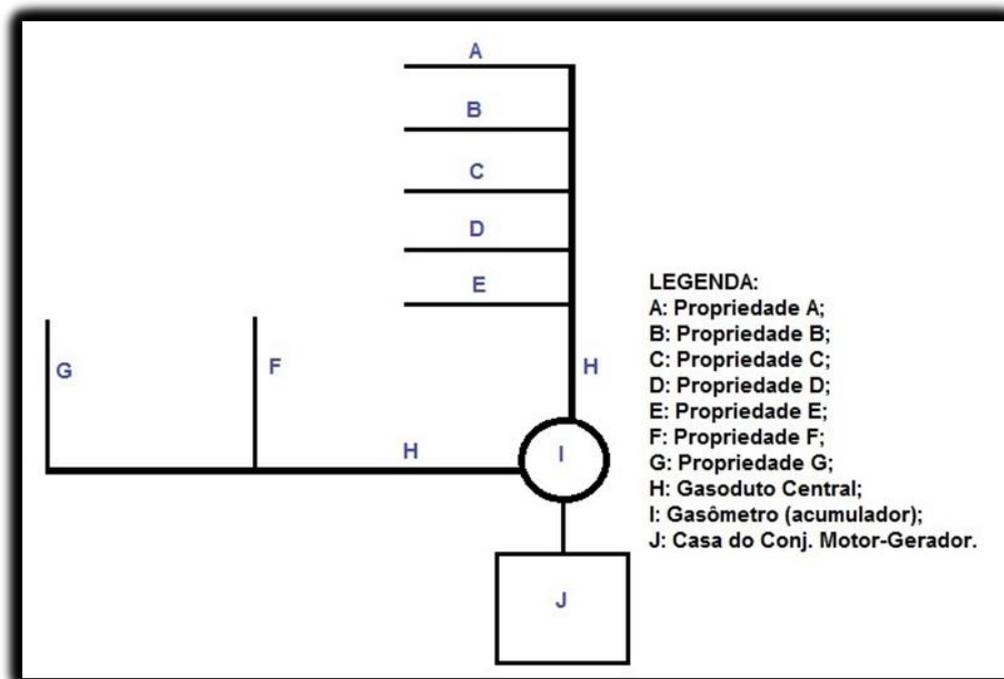 A
B
C
D
E
G
F
H
H
I
J
LEGENDA:
A: Propriedade A;
B: Propriedade B;
C: Propriedade C;
D: Propriedade D;
E: Propriedade E;
F: Propriedade F;
G: Propriedade G;
H: Gasoduto Central;
I: Gasômetro (acumulador);
J: Casa do Conj. Motor-Gerador.